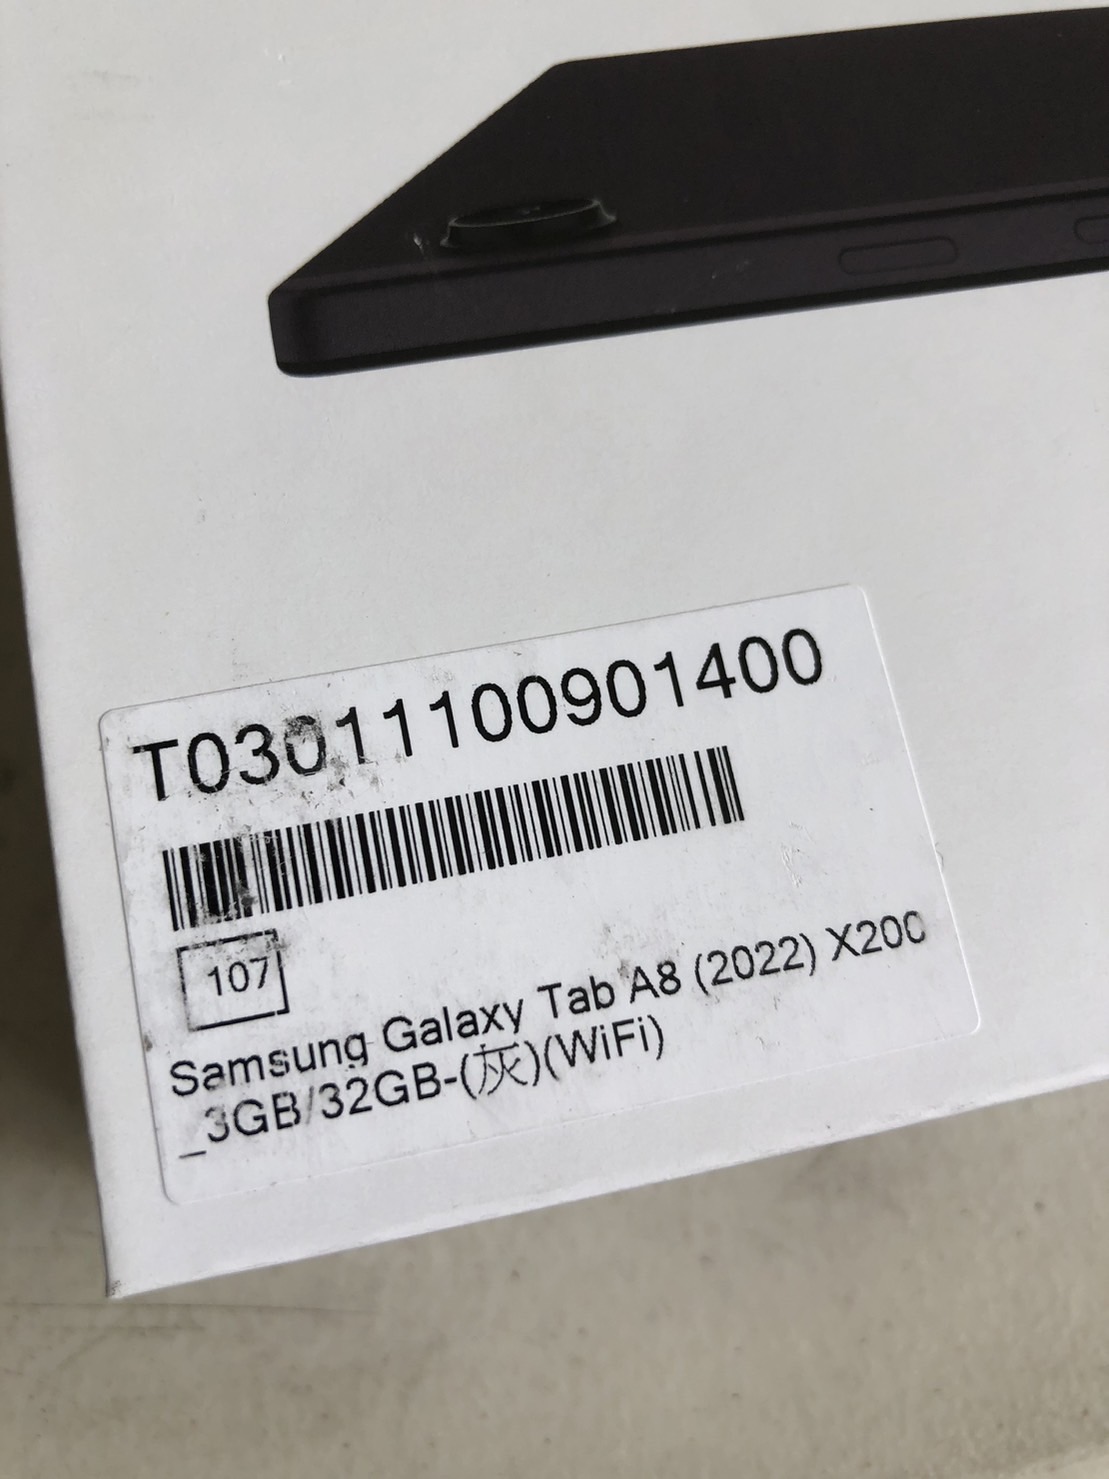 T03011100901400
107
Samsung Galaxy Tab A8 (2022) X200
_3GB/32GB-(灰)(WiFi)